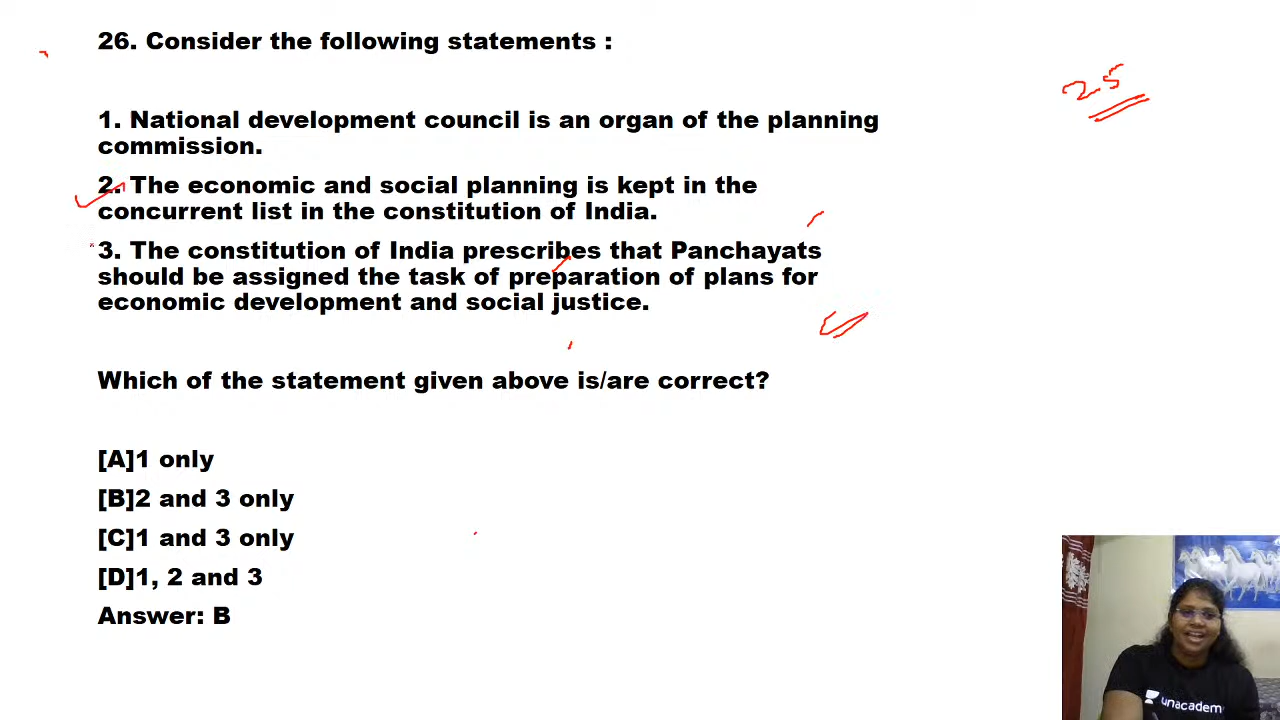 26. Consider the following statements :
25
1. National development council is an organ of the planning
commission.
2. The economic and social planning is kept in the
concurrent list in the constitution of India.
3. The constitution of India prescribes that Panchayats
should be assigned the task of preparation of plans for
economic development and social justice.
Which of the statement given above is/are correct?
[A]1 only
[B]2 and 3 only
[C]1 and 3 only
[D]1, 2 and 3
Answer: B
unacademy